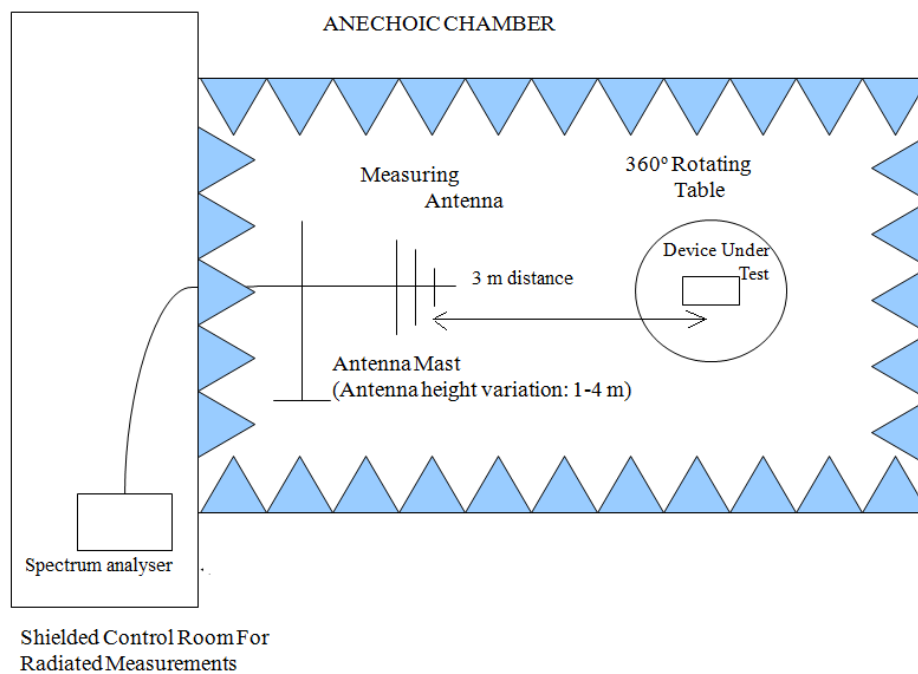 ANECHOIC CHAMBER
360º Rotating
Table
Measuring
Antenna
Device Under
Test
3 m distance
Antenna Mast
(Antenna height variation: 1-4 m)
Spectrum analyser
Shielded Control Room For
Radiated Measurements